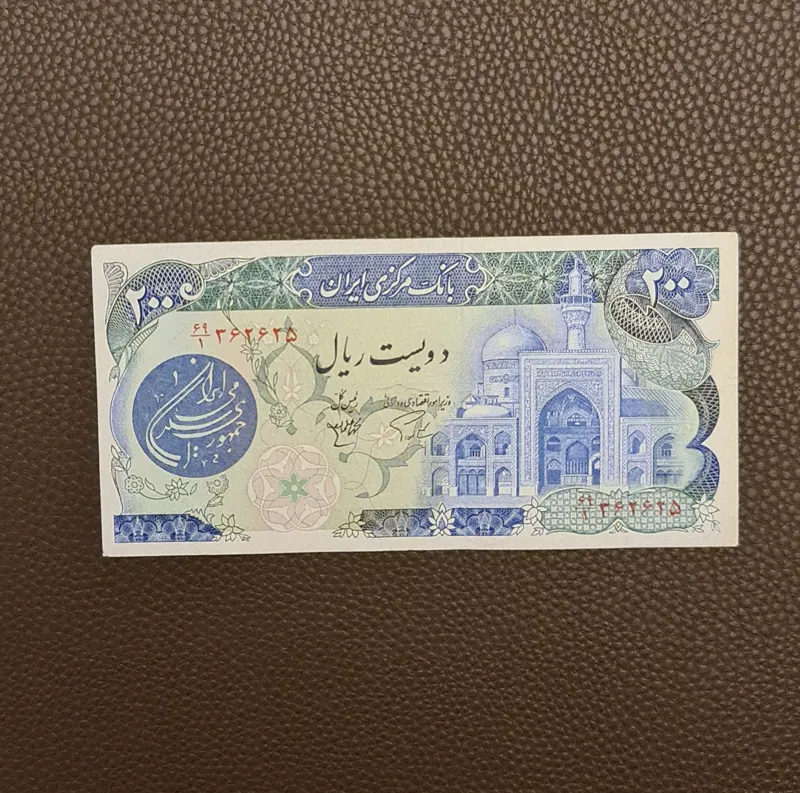 بانک مرکزی ایران
۲۰۰
۲۰۰
۶۹/۱ ۳۶۲۶۲۵
دویست ریال
جمهوری اسلامی ایران
رئیس کل
وزیر امور اقتصادی و دارائی
۶۹/۱ ۳۶۲۶۲۵